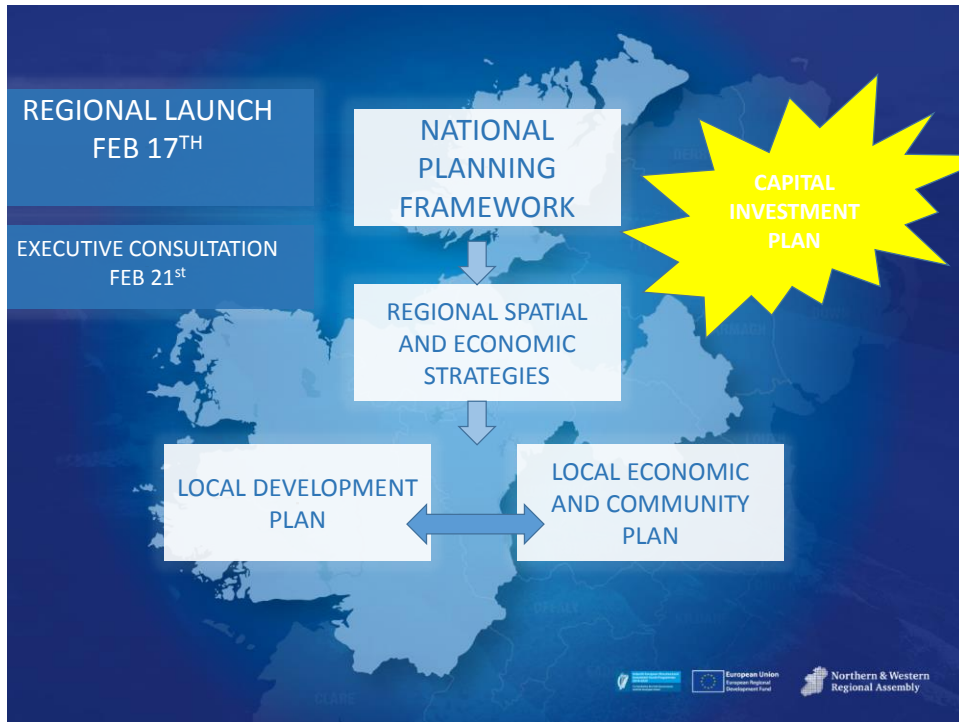 REGIONAL LAUNCH
FEB 17TH
EXECUTIVE CONSULTATION
FEB 21st
NATIONAL
PLANNING
FRAMEWORK
CAPITAL
INVESTMENT
PLAN
REGIONAL SPATIAL
AND ECONOMIC
STRATEGIES
LOCAL DEVELOPMENT
PLAN
LOCAL ECONOMIC
AND COMMUNITY
PLAN
European Union
European Regional
Development Fund
Northern & Western
Regional Assembly